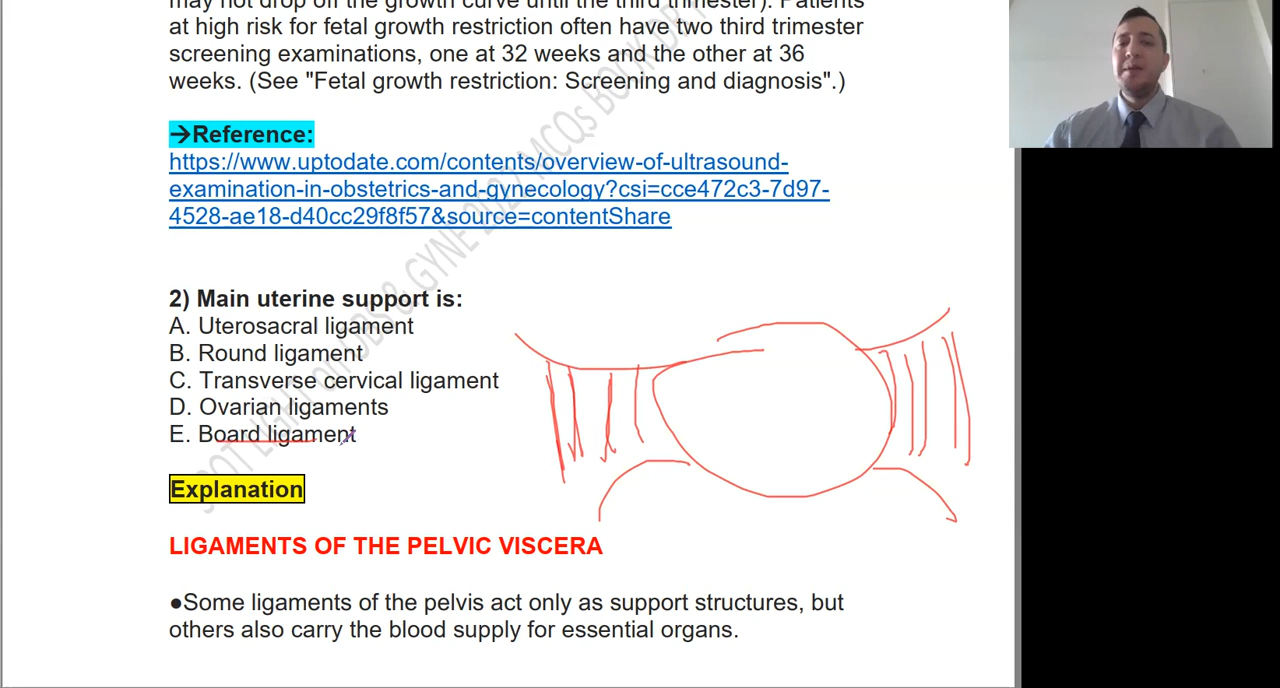 may not drop off the growth curve until the third trimester). Patients
at high risk for fetal growth restriction often have two third trimester
screening examinations, one at 32 weeks and the other at 36
weeks. (See "Fetal growth restriction: Screening and diagnosis".)
→Reference:
https://www.uptodate.com/contents/overview-of-ultrasound-
examination-in-obstetrics-and-gynecology?csi=cce472c3-7d97-
4528-ae18-d40cc29f8f57&source=contentShare
2) Main uterine support is:
A. Uterosacral ligament
B. Round ligament
C. Transverse cervical ligament
D. Ovarian ligaments
E. Board ligament
Explanation
LIGAMENTS OF THE PELVIC VISCERA
●Some ligaments of the pelvis act only as support structures, but
others also carry the blood supply for essential organs.
OBS & GYNE MCQs BOOK